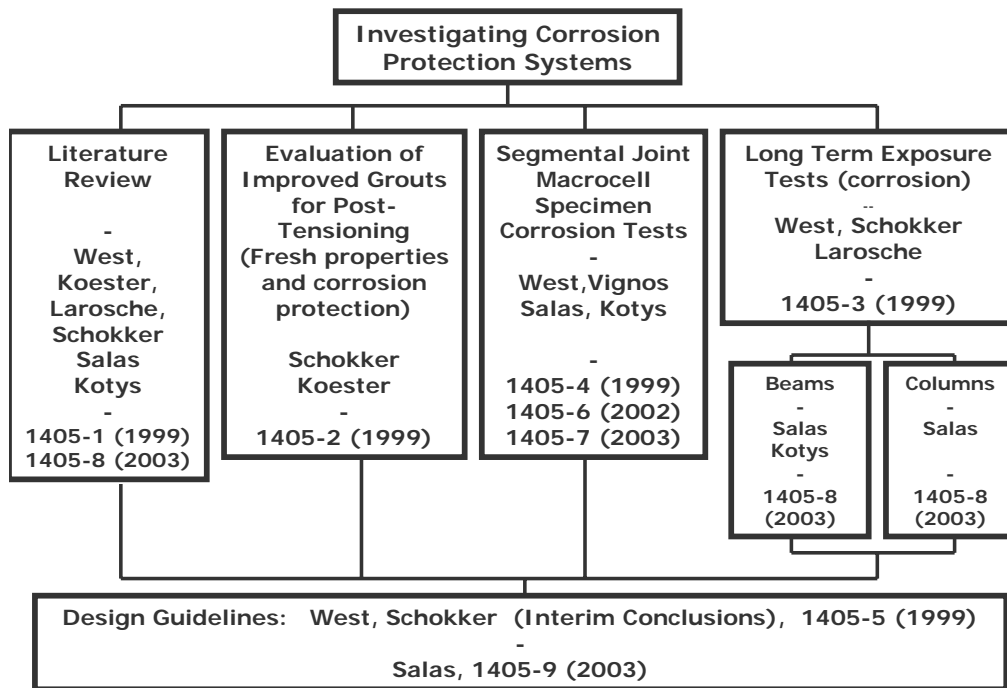 Investigating Corrosion
Protection Systems
Literature
Review
-
West,
Koester,
Larosche,
Schokker
Salas
Kotys
-
1405-1 (1999)
1405-8 (2003)
Evaluation of
Improved Grouts
for Post-
Tensioning
(Fresh properties
and corrosion
protection)
Schokker
Koester
-
1405-2 (1999)
Segmental Joint
Macrocell
Specimen
Corrosion Tests
-
West,Vignos
Salas, Kotys
-
1405-4 (1999)
1405-6 (2002)
1405-7 (2003)
Long Term Exposure
Tests (corrosion)
--
West, Schokker
Larosche
-
1405-3 (1999)
Beams
-
Salas
Kotys
-
1405-8
(2003)
Columns
-
Salas
-
1405-8
(2003)
Design Guidelines: West, Schokker (Interim Conclusions), 1405-5 (1999)
-
Salas, 1405-9 (2003)